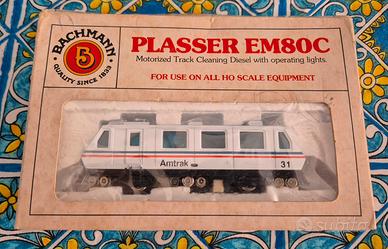 BACHMANN
QUALITY SINCE 1833
PLASSER EM80C
Motorized Track Cleaning Diesel with operating lights.
FOR USE ON ALL HO SCALE EQUIPMENT
Amtrak
31
subito